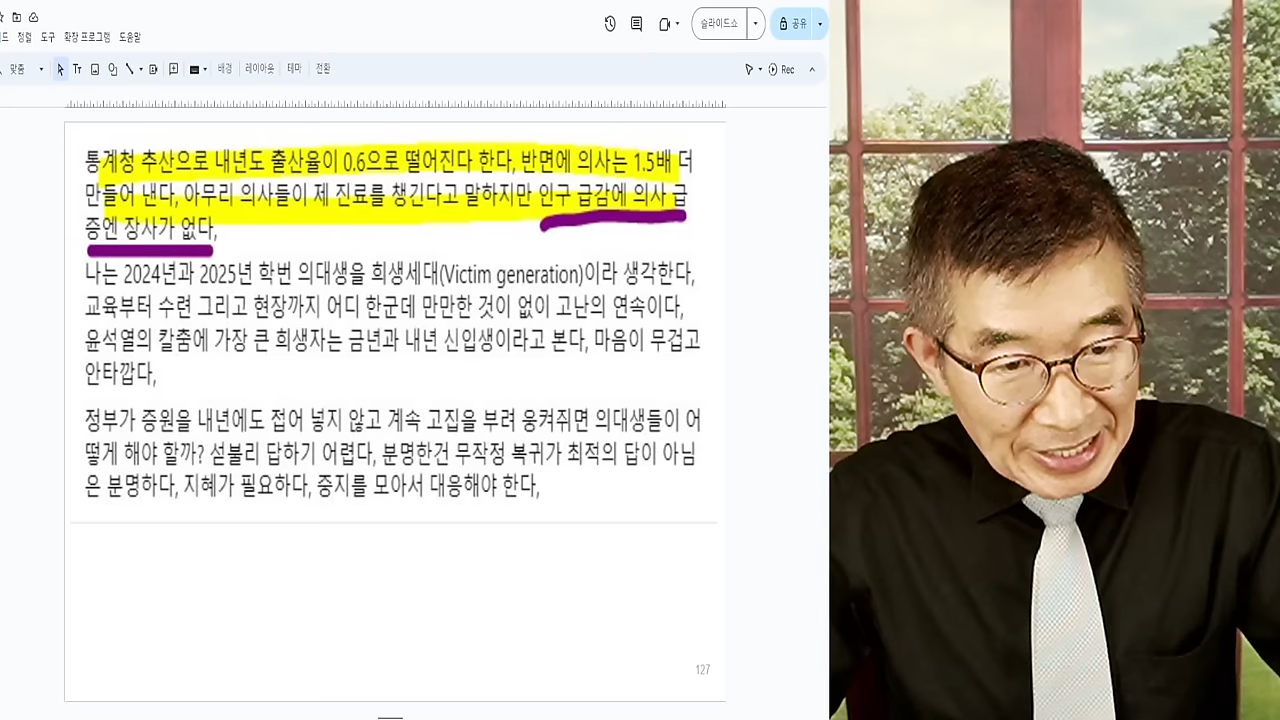 슬라이드쇼
공유
드 정렬 도구 확장 프로그램 도움말
맞춤
배경 레이아웃 테마 전환
Rec
통계청 추산으로 내년도 출산율이 0.6으로 떨어진다 한다, 반면에 의사는 1.5배 더
만들어 낸다, 아무리 의사들이 제 진료를 챙긴다고 말하지만 인구 급감에 의사 급
증엔 장사가 없다,
나는 2024년과 2025년 학번 의대생을 희생세대(Victim generation)이라 생각한다,
교육부터 수련 그리고 현장까지 어디 한군데 만만한 것이 없이 고난의 연속이다,
윤석열의 칼춤에 가장 큰 희생자는 금년과 내년 신입생이라고 본다, 마음이 무겁고
안타깝다,
정부가 증원을 내년에도 접어 넣지 않고 계속 고집을 부려 움켜쥐면 의대생들이 어
떻게 해야 할까? 섣불리 답하기 어렵다, 분명한건 무작정 복귀가 최적의 답이 아님
은 분명하다, 지혜가 필요하다, 중지를 모아서 대응해야 한다,
127